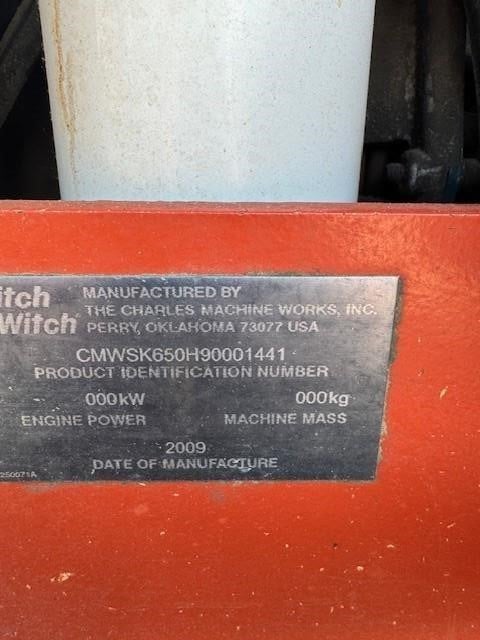 itch
Witch®
MANUFACTURED BY
THE CHARLES MACHINE WORKS, INC.
PERRY, OKLAHOMA 73077 USA
CMWSK650H90001441
PRODUCT IDENTIFICATION NUMBER
000kW 000kg
ENGINE POWER MACHINE MASS
2009
DATE OF MANUFACTURE
250071A